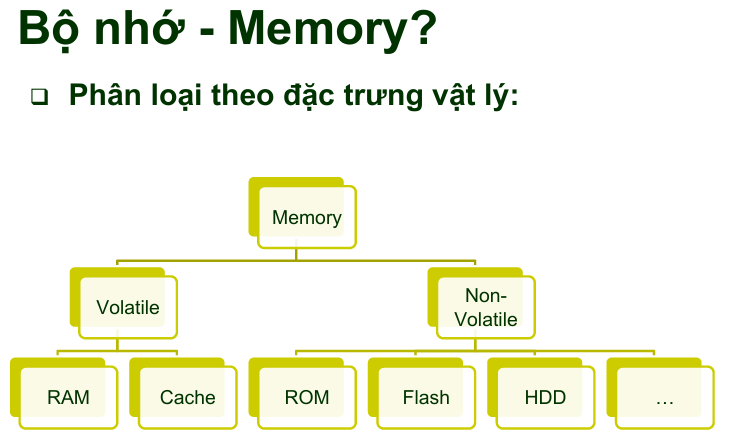 Bộ nhớ - Memory?
❑ Phân loại theo đặc trưng vật lý:
Memory
Volatile
Non-
Volatile
RAM
Cache
ROM
Flash
HDD
…